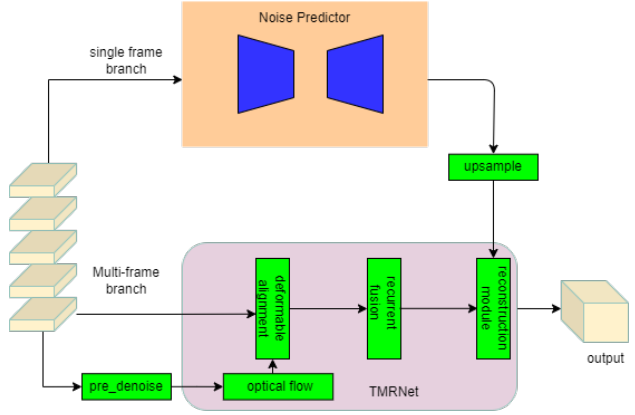 Noise Predictor
single frame
branch
upsample
Multi-frame
branch
deformable
alignment
recurrent
fusion
reconstruction
module
output
pre_denoise
optical flow
TMRNet